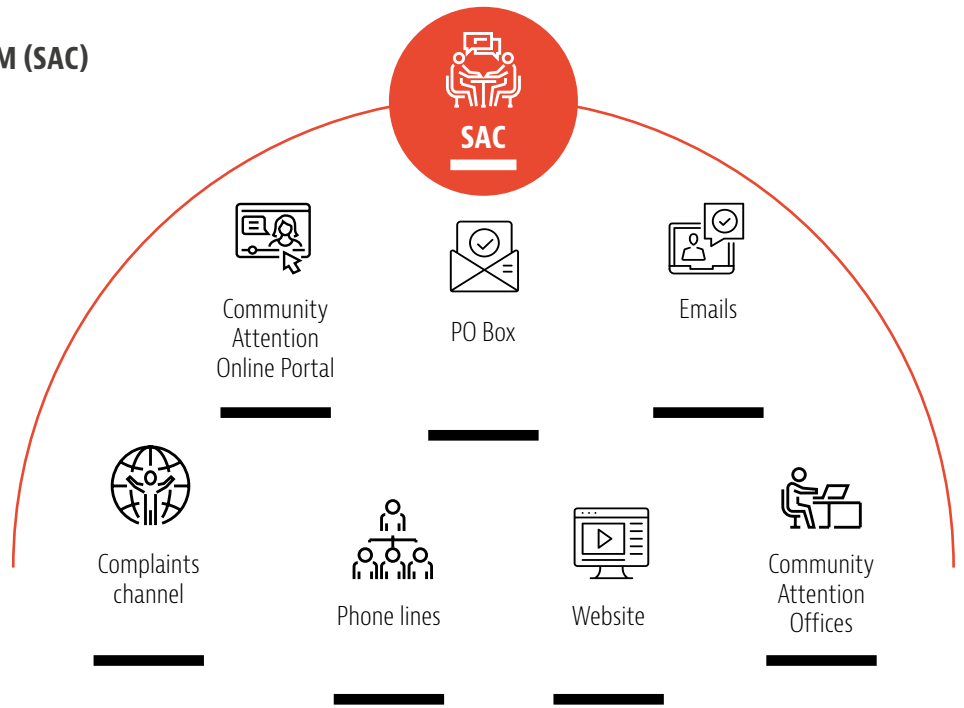 M (SAC)
SAC
Community
Attention
Online Portal
PO Box
Emails
Complaints
channel
Phone lines
Website
Community
Attention
Offices